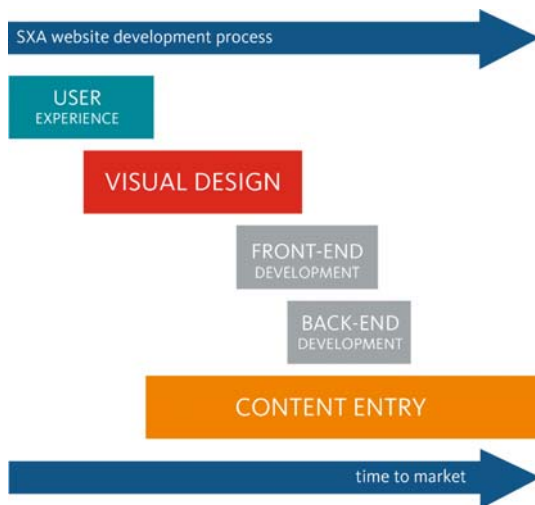 SXA website development process
USER
EXPERIENCE
VISUAL DESIGN
FRONT-END
DEVELOPMENT
BACK-END
DEVELOPMENT
CONTENT ENTRY
time to market